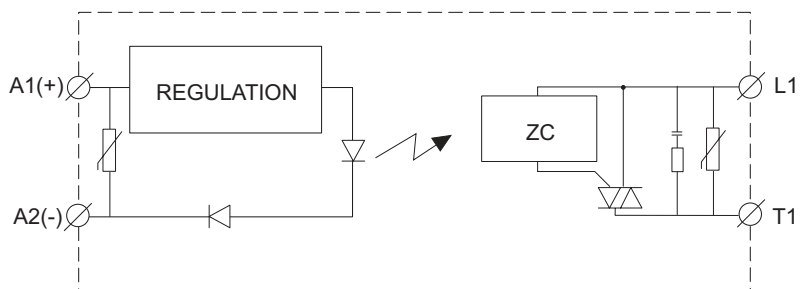 A1(+)
REGULATION
L1
ZC
A2(-)
T1